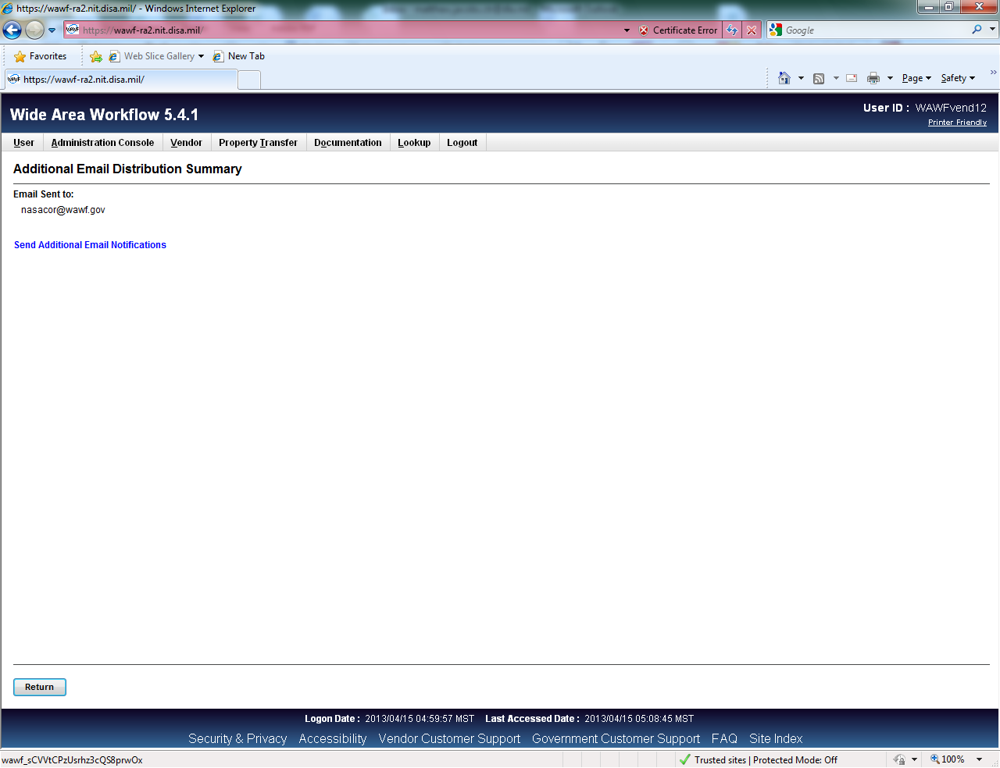 https://wawf-ra2.nit.disa.mil/ - Windows Internet Explorer
https://wawf-ra2.nit.disa.mil/ Certificate Error Google
Favorites Web Slice Gallery New Tab
https://wawf-ra2.nit.disa.mil/ Page Safety »
Wide Area Workflow 5.4.1
User ID : WAWFvend12
Printer Friendly
User Administration Console Vendor Property Transfer Documentation Lookup Logout
Additional Email Distribution Summary
Email Sent to:
nasacor@wawf.gov
Send Additional Email Notifications
Return
Logon Date : 2013/04/15 04:59:57 MST Last Accessed Date : 2013/04/15 05:08:45 MST
Security & Privacy Accessibility Vendor Customer Support Government Customer Support FAQ Site Index
wawf_sCVVtCPzUsrhz3cQS8prwOx Trusted sites | Protected Mode: Off 100%